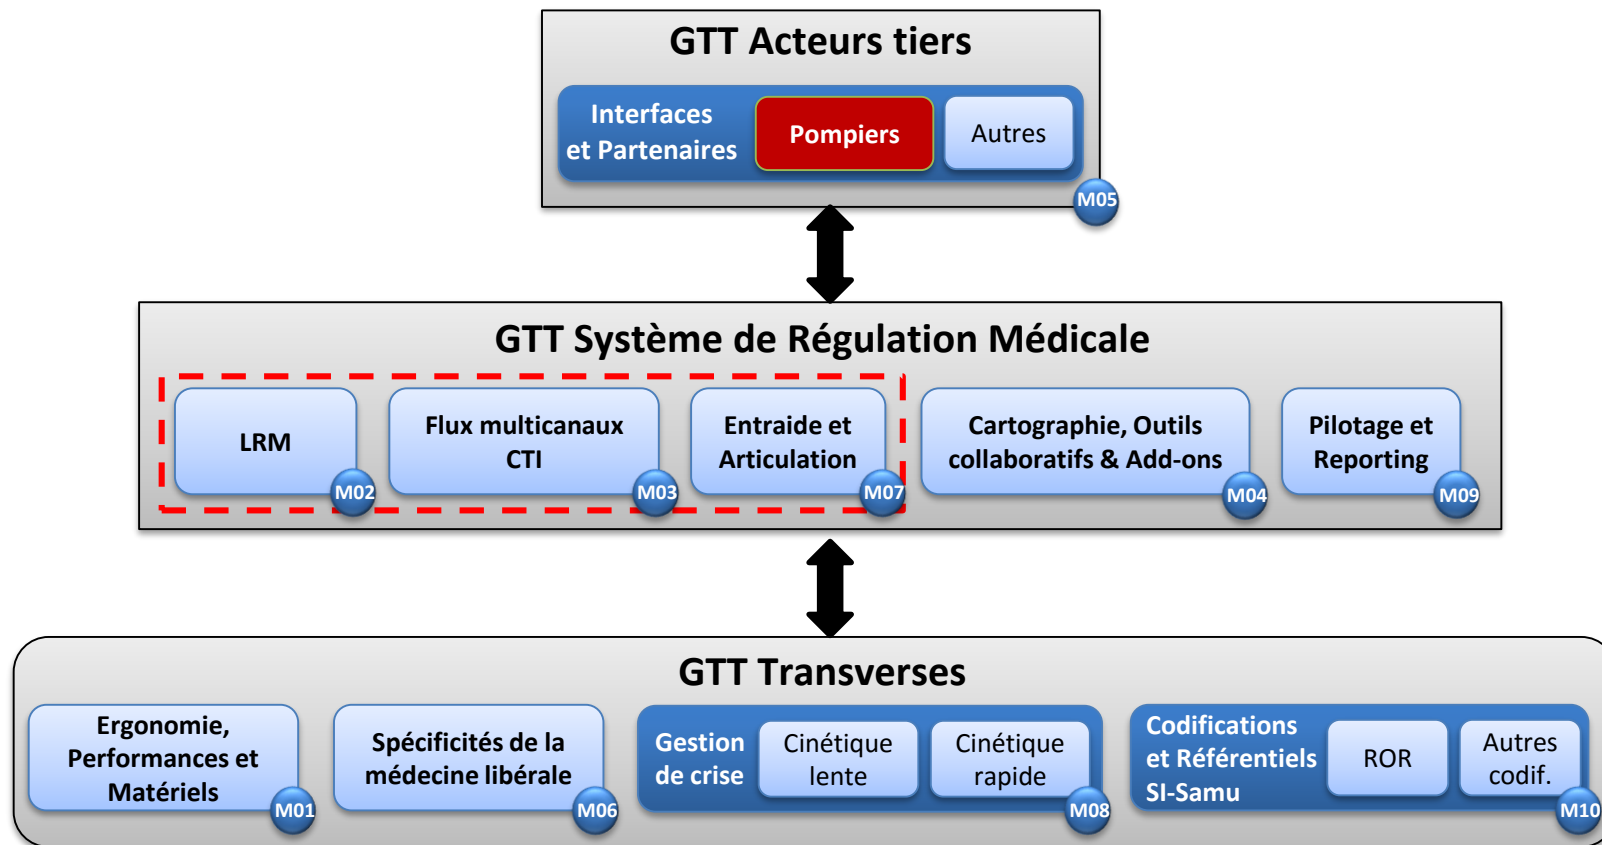 GTT Acteurs tiers
Interfaces
et Partenaires
Pompiers
Autres
M05
GTT Système de Régulation Médicale
LRM
M02
Flux multicanaux
CTI
M03
Entraide et
Articulation
M07
Cartographie, Outils
collaboratifs & Add-ons
M04
Pilotage et
Reporting
M09
GTT Transverses
Ergonomie,
Performances et
Matériels
M01
Spécificités de la
médecine libérale
M06
Gestion
de crise
Cinétique
lente
Cinétique
rapide
M08
Codifications
et Référentiels
SI-Samu
ROR
Autres
codif.
M10